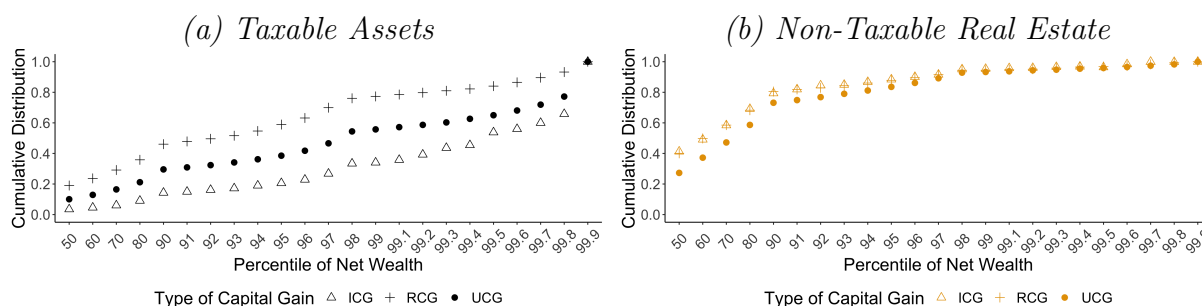 (a) Taxable Assets
Cumulative Distribution
1.0
0.8
0.6
0.4
0.2
0.0
50 60 70 80 90 91 92 93 94 95 96 97 98 99 99.1 99.2 99.3 99.4 99.5 99.6 99.7 99.8 99.9
Percentile of Net Wealth
Type of Capital Gain ICG RCG UCG
(b) Non-Taxable Real Estate
Cumulative Distribution
1.0
0.8
0.6
0.4
0.2
0.0
50 60 70 80 90 91 92 93 94 95 96 97 98 99 99.1 99.2 99.3 99.4 99.5 99.6 99.7 99.8 99.9
Percentile of Net Wealth
Type of Capital Gain ICG RCG UCG